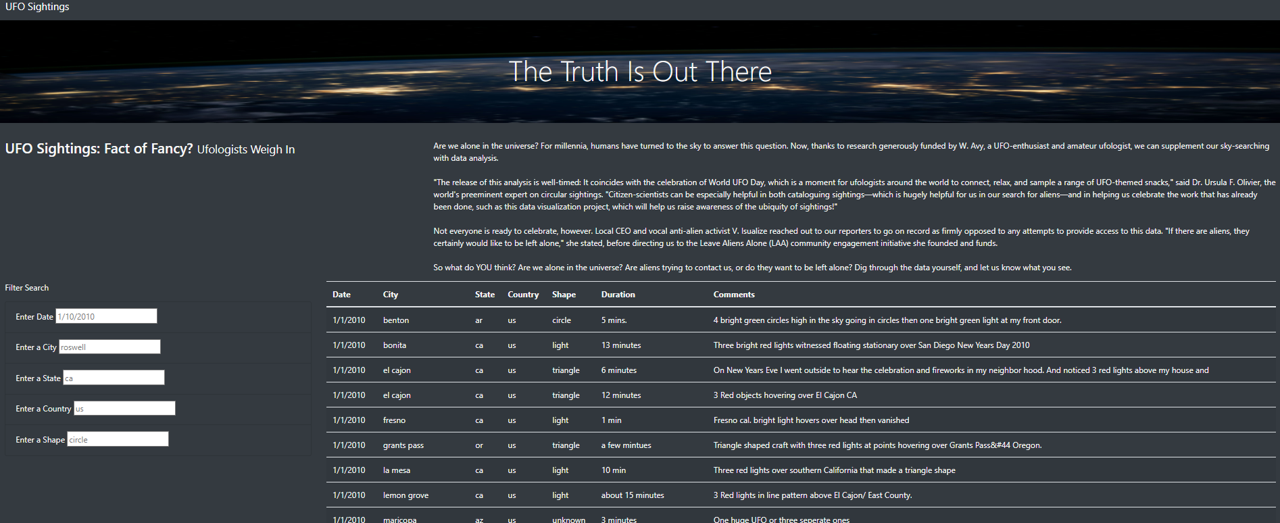 UFO Sightings
The Truth Is Out There
UFO Sightings: Fact of Fancy? Ufologists Weigh In
Are we alone in the universe? For millennia, humans have turned to the sky to answer this question. Now, thanks to research generously funded by W. Avy, a UFO-enthusiast and amateur ufologist, we can supplement our sky-searching
with data analysis.
"The release of this analysis is well-timed: It coincides with the celebration of World UFO Day, which is a moment for ufologists around the world to connect, relax, and sample a range of UFO-themed snacks," said Dr. Ursula F. Olivier, the
world's preeminent expert on circular sightings. "Citizen-scientists can be especially helpful in both cataloguing sightings—which is hugely helpful for us in our search for aliens—and in helping us celebrate the work that has already
been done, such as this data visualization project, which will help us raise awareness of the ubiquity of sightings!"
Not everyone is ready to celebrate, however. Local CEO and vocal anti-alien activist V. Isualize reached out to our reporters to go on record as firmly opposed to any attempts to provide access to this data. "If there are aliens, they
certainly would like to be left alone," she stated, before directing us to the Leave Aliens Alone (LAA) community engagement initiative she founded and funds.
So what do YOU think? Are we alone in the universe? Are aliens trying to contact us, or do they want to be left alone? Dig through the data yourself, and let us know what you see.
Filter Search
Enter Date 1/10/2010
Enter a City roswell
Enter a State ca
Enter a Country us
Enter a Shape circle
Date City State Country Shape Duration Comments
1/1/2010 benton ar us circle 5 mins. 4 bright green circles high in the sky going in circles then one bright green light at my front door.
1/1/2010 bonita ca us light 13 minutes Three bright red lights witnessed floating stationary over San Diego New Years Day 2010
1/1/2010 el cajon ca us triangle 6 minutes On New Years Eve I went outside to hear the celebration and fireworks in my neighbor hood. And noticed 3 red lights above my house and
1/1/2010 el cajon ca us triangle 12 minutes 3 Red objects hovering over El Cajon CA
1/1/2010 fresno ca us light 1 min Fresno cal. bright light hovers over head then vanished
1/1/2010 grants pass or us triangle a few mintues Triangle shaped craft with three red lights at points hovering over Grants Pass&#44 Oregon.
1/1/2010 la mesa ca us light 10 min Three red lights over southern California that made a triangle shape
1/1/2010 lemon grove ca us light about 15 minutes 3 Red lights in line pattern above El Cajon/ East County.
1/1/2010 maricopa az us unknown 3 minutes One huge UFO or three seperate ones